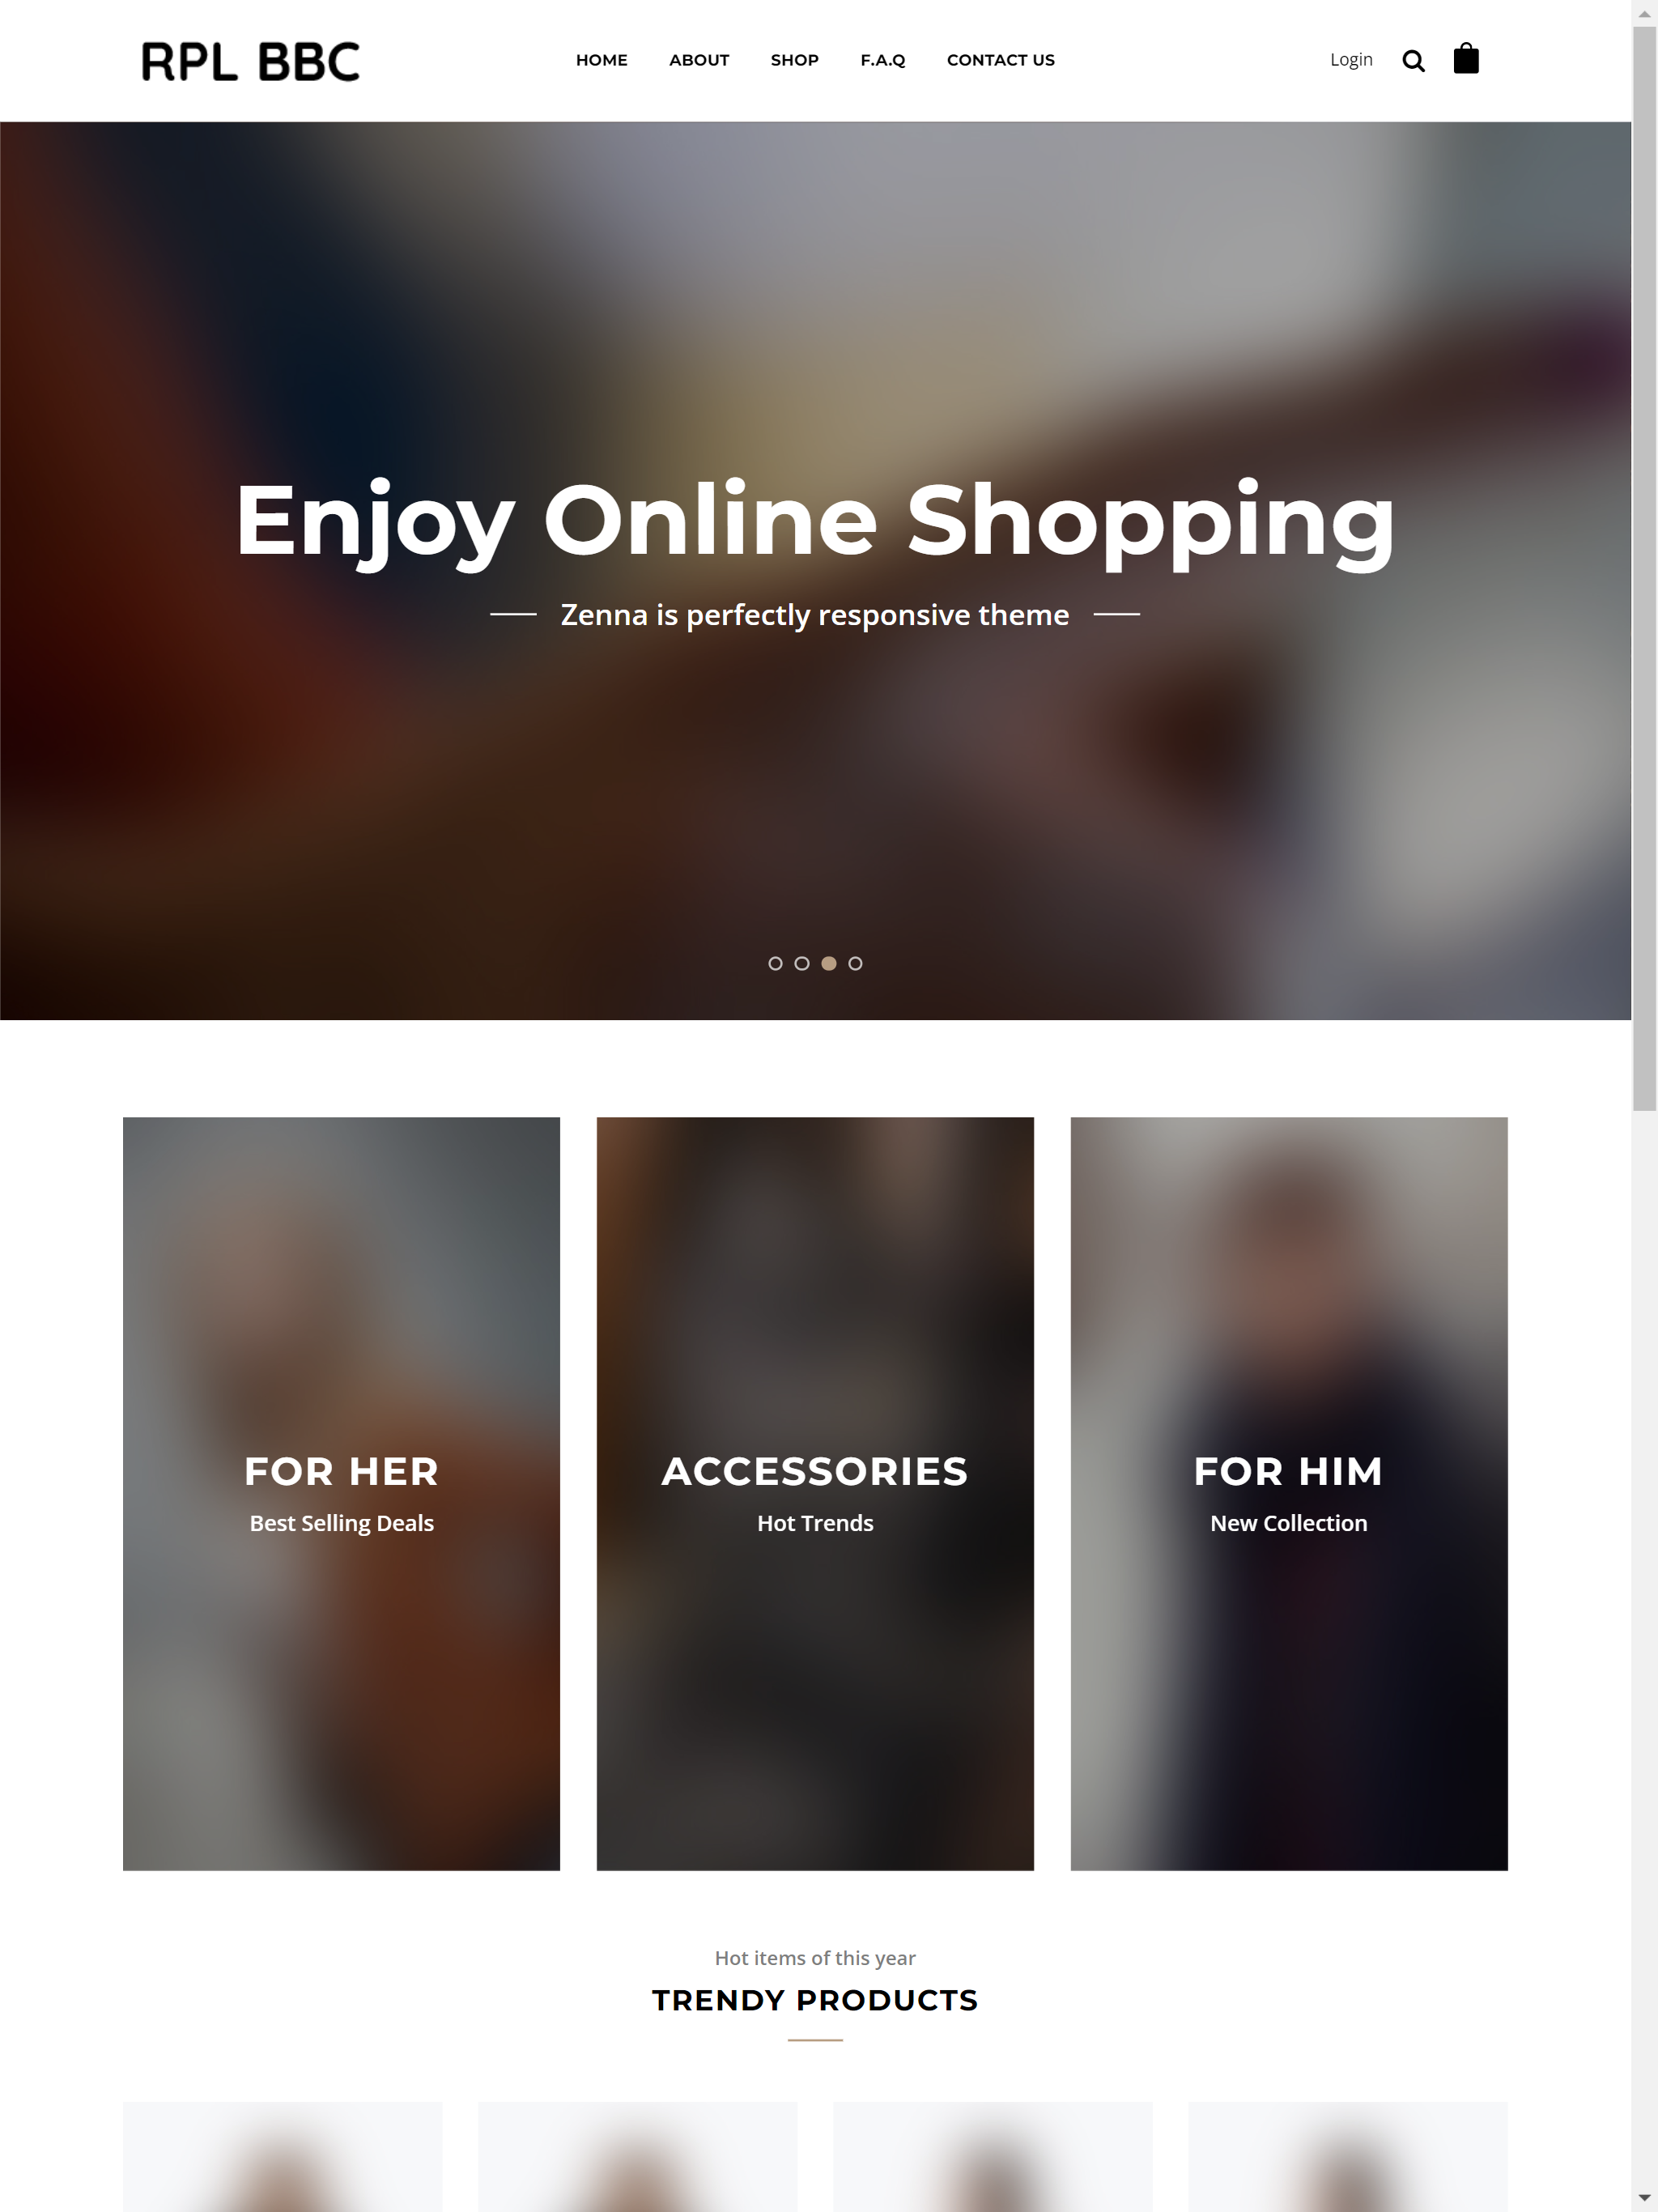 RPL BBC
HOME ABOUT SHOP F.A.Q CONTACT US Login
Enjoy Online Shopping
Zenna is perfectly responsive theme
FOR HER
Best Selling Deals
ACCESSORIES
Hot Trends
FOR HIM
New Collection
Hot items of this year
TRENDY PRODUCTS